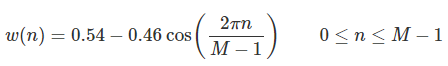 w(n) = 0.54 − 0.46 cos(2πn / M − 1)    0 ≤ n ≤ M − 1